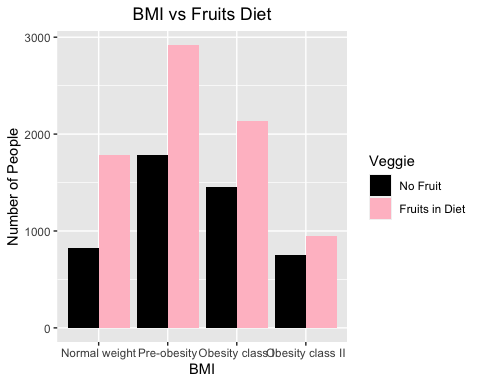 BMI vs Fruits Diet
3000
2000
1000
0
Number of People
Normal weight
Pre-obesity
Obesity class I
Obesity class II
BMI
Veggie
No Fruit
Fruits in Diet